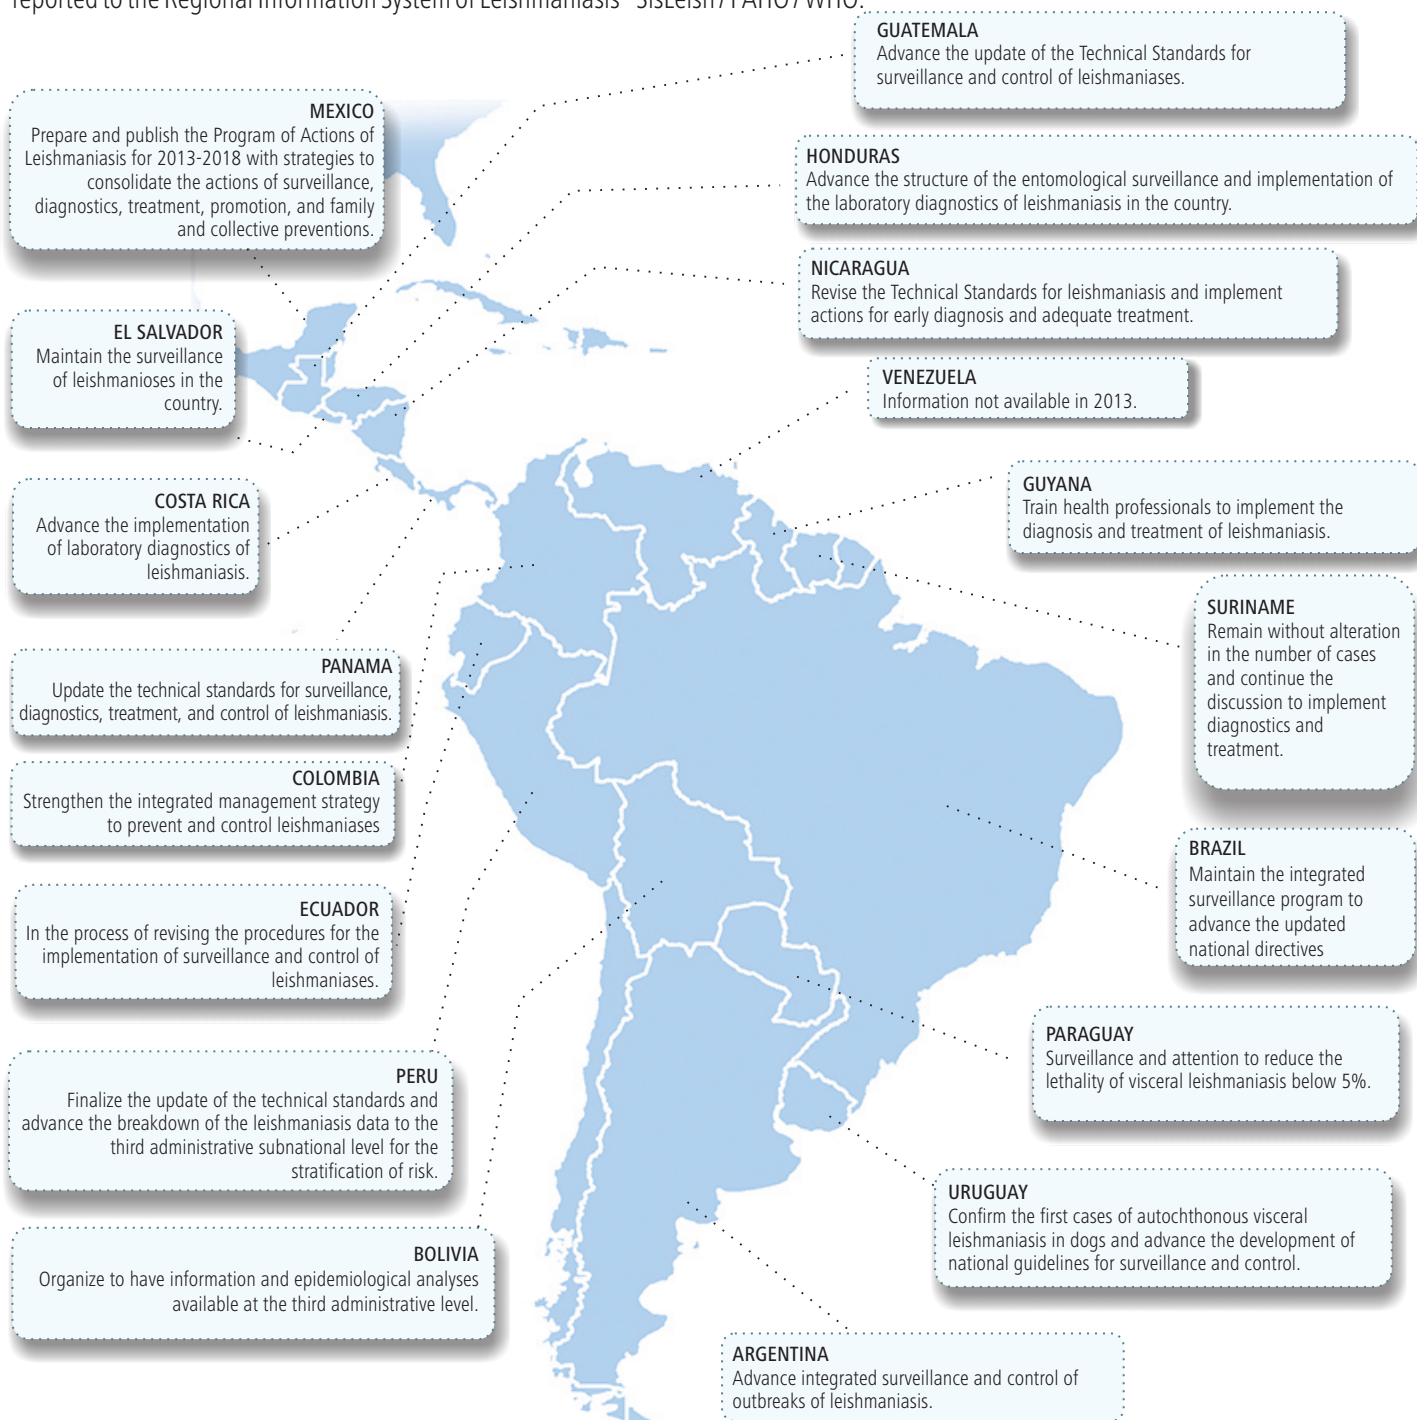 reported to the Regional Information System of Leishmaniasis - SisLeish / PAHO / WHO.
GUATEMALA
Advance the update of the Technical Standards for
surveillance and control of leishmaniases.
MEXICO
Prepare and publish the Program of Actions of
Leishmaniasis for 2013-2018 with strategies to
consolidate the actions of surveillance,
diagnostics, treatment, promotion, and family
and collective preventions.
HONDURAS
Advance the structure of the entomological surveillance and implementation of
the laboratory diagnostics of leishmaniasis in the country.
NICARAGUA
Revise the Technical Standards for leishmaniasis and implement
actions for early diagnosis and adequate treatment.
EL SALVADOR
Maintain the surveillance
of leishmanioses in the
country.
VENEZUELA
Information not available in 2013.
COSTA RICA
Advance the implementation
of laboratory diagnostics of
leishmaniasis.
GUYANA
Train health professionals to implement the
diagnosis and treatment of leishmaniasis.
SURINAME
Remain without alteration
in the number of cases
and continue the
discussion to implement
diagnostics and
treatment.
PANAMA
Update the technical standards for surveillance,
diagnostics, treatment, and control of leishmaniasis.
COLOMBIA
Strengthen the integrated management strategy
to prevent and control leishmaniases
BRAZIL
Maintain the integrated
surveillance program to
advance the updated
national directives
ECUADOR
In the process of revising the procedures for the
implementation of surveillance and control of
leishmaniases.
PARAGUAY
Surveillance and attention to reduce the
lethality of visceral leishmaniasis below 5%.
PERU
Finalize the update of the technical standards and
advance the breakdown of the leishmaniasis data to the
third administrative subnational level for the
stratification of risk.
URUGUAY
Confirm the first cases of autochthonous visceral
leishmaniasis in dogs and advance the development of
national guidelines for surveillance and control.
BOLIVIA
Organize to have information and epidemiological analyses
available at the third administrative level.
ARGENTINA
Advance integrated surveillance and control of
outbreaks of leishmaniasis.